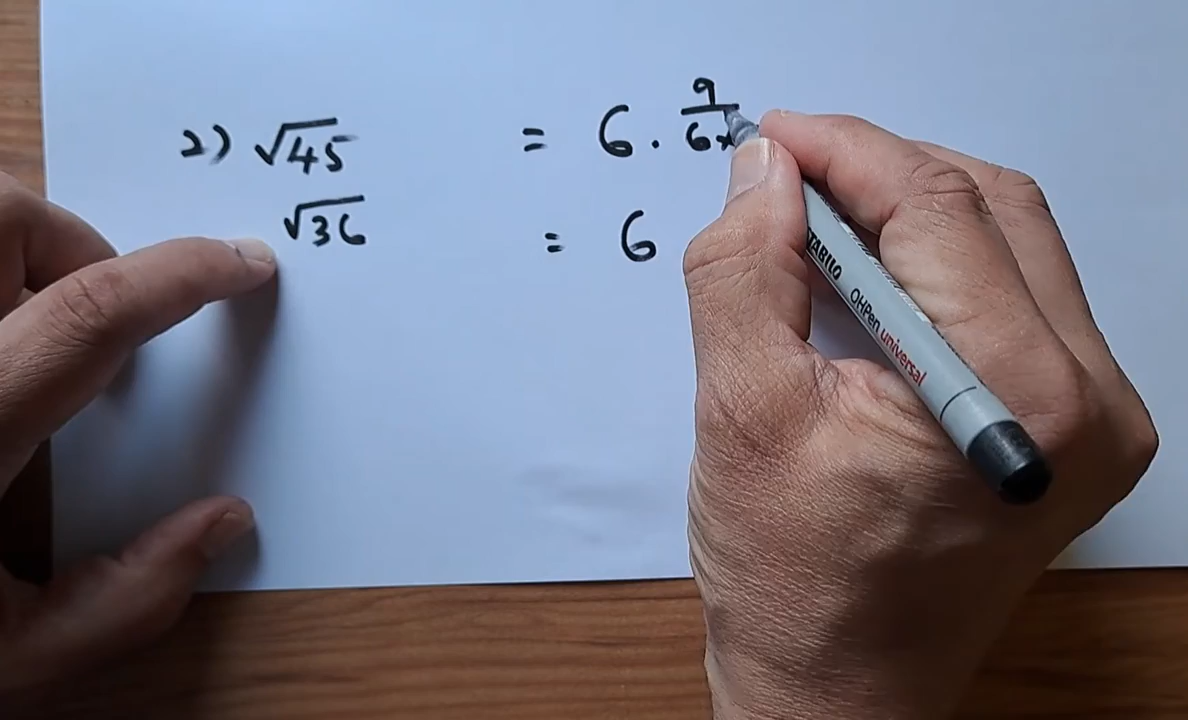 2) √45 = 6 · 9/6×
√36 = 6
STABILO OHPen universal